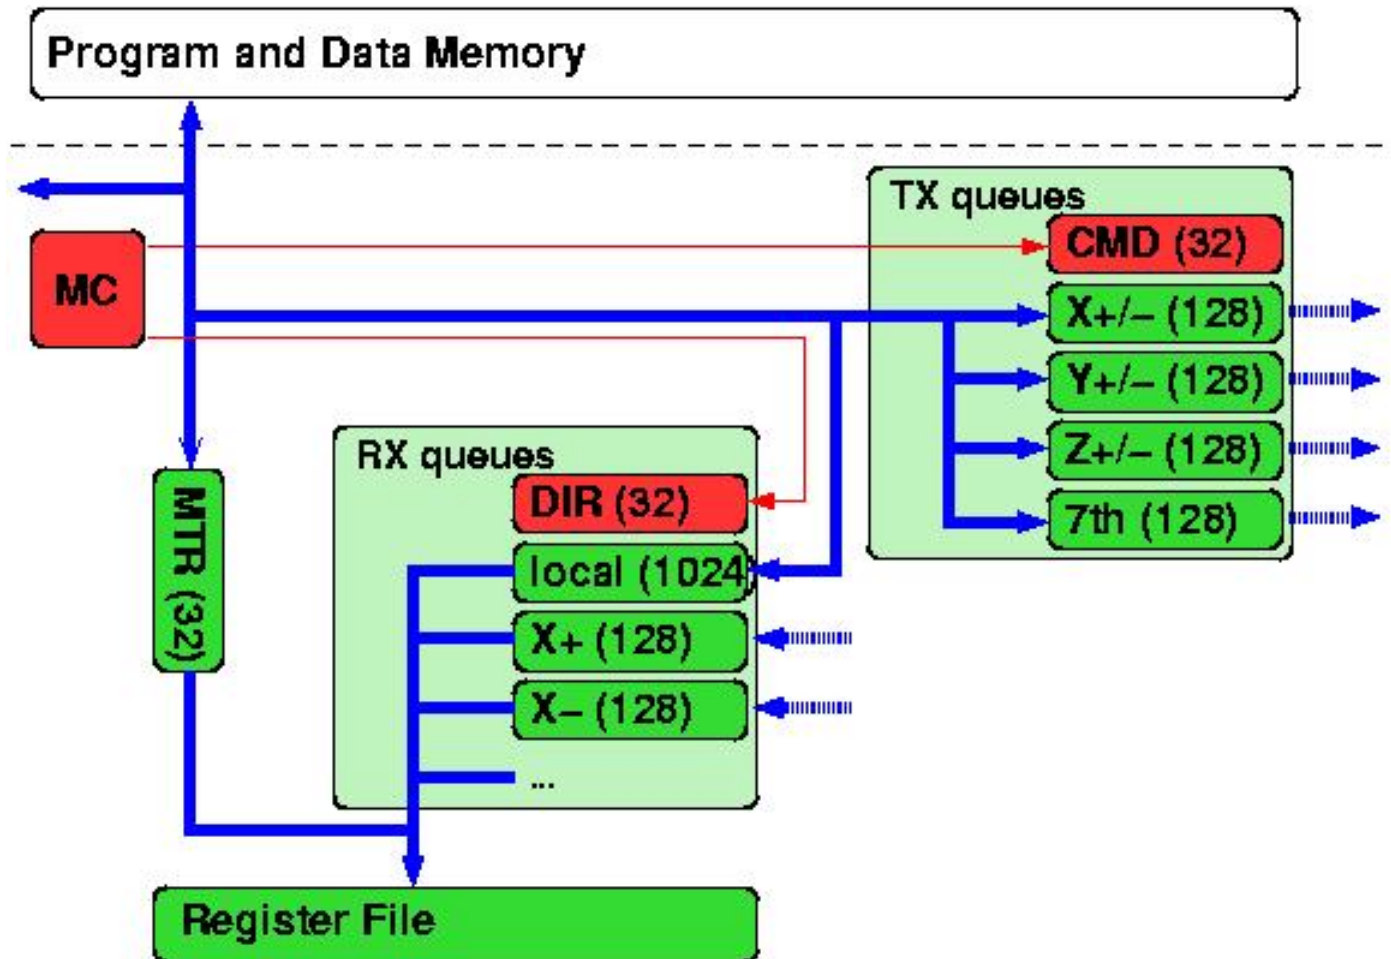 Program and Data Memory
TX queues
CMD (32)
MC
X+/− (128)
Y+/− (128)
RX queues
Z+/− (128)
DIR (32)
7th (128)
MTR (32)
local (1024)
X+ (128)
X− (128)
...
Register File